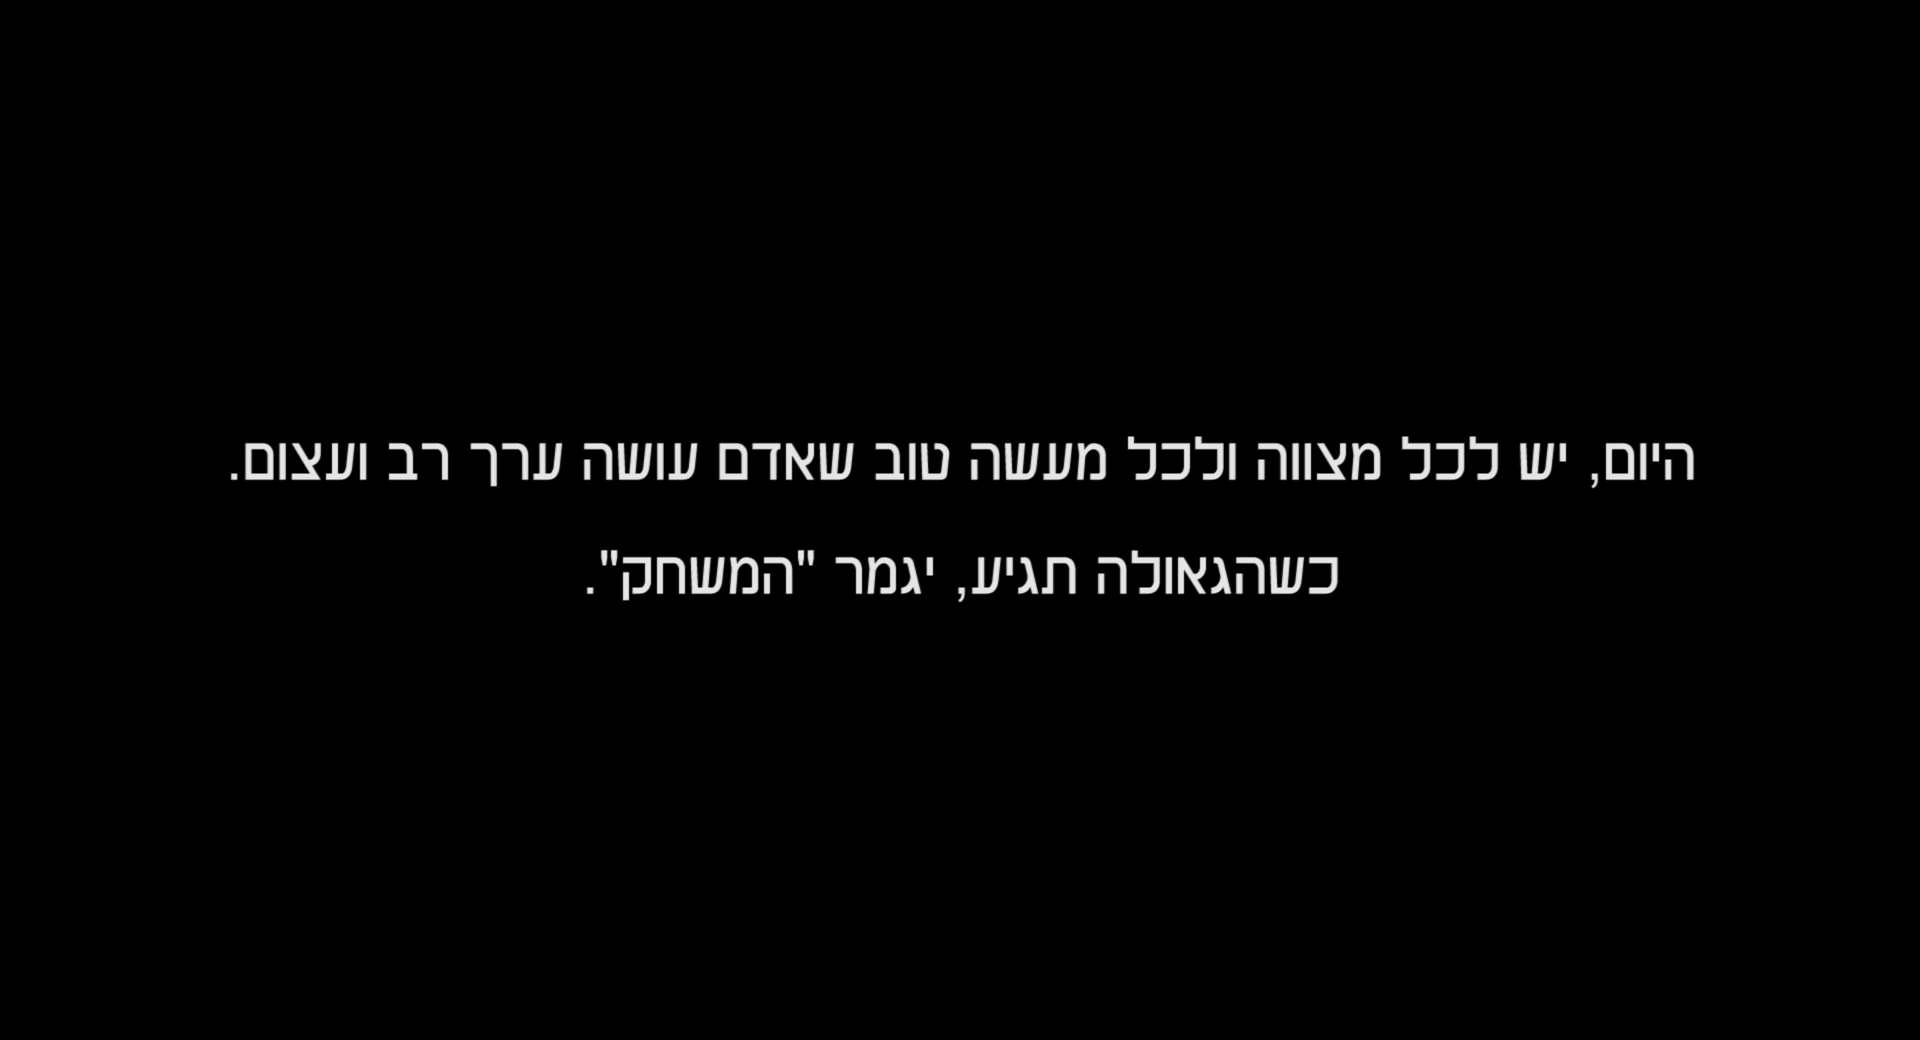 היום, יש לכל מצווה ולכל מעשה טוב שאדם עושה ערך רב ועצום.
כשהגאולה תגיע, יגמר "המשחק".